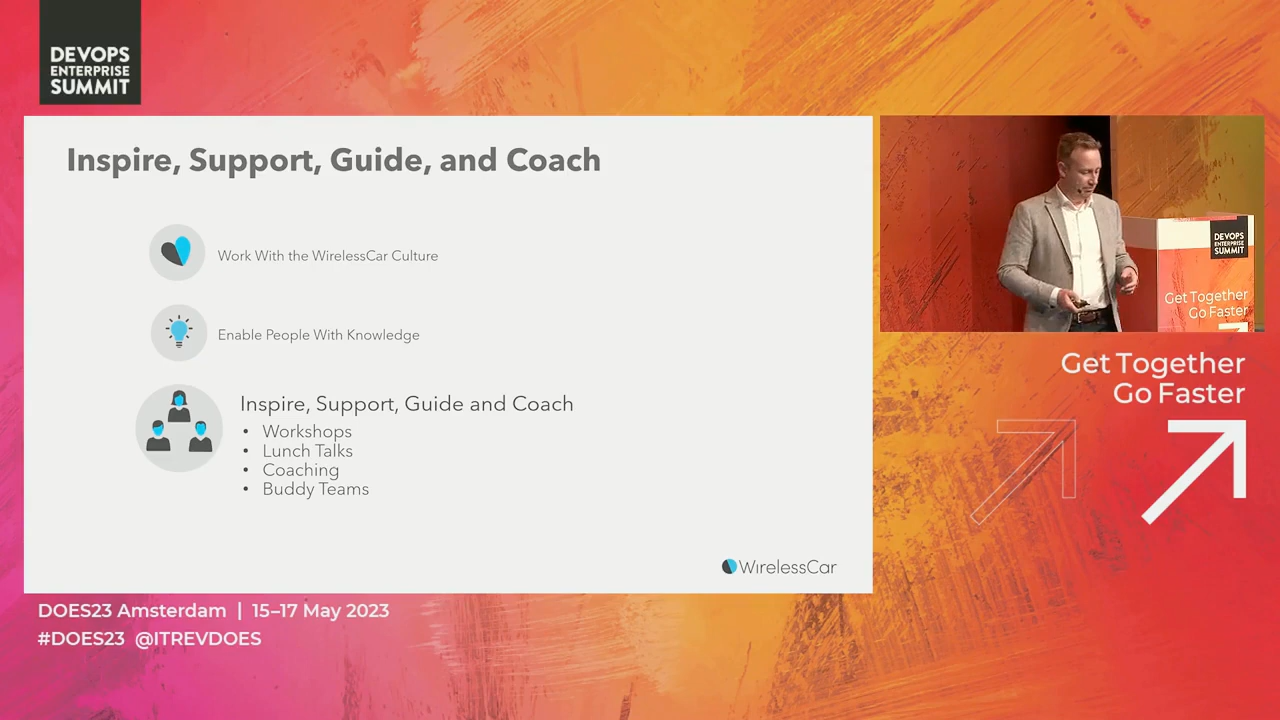 DEVOPS
ENTERPRISE
SUMMIT
Inspire, Support, Guide, and Coach
Work With the WirelessCar Culture
Enable People With Knowledge
Inspire, Support, Guide and Coach
• Workshops
• Lunch Talks
• Coaching
• Buddy Teams
WirelessCar
DEVOPS
ENTERPRISE
SUMMIT
Get Together
Go Faster
Get Together
Go Faster
DOES23 Amsterdam | 15–17 May 2023
#DOES23 @ITREVDOES